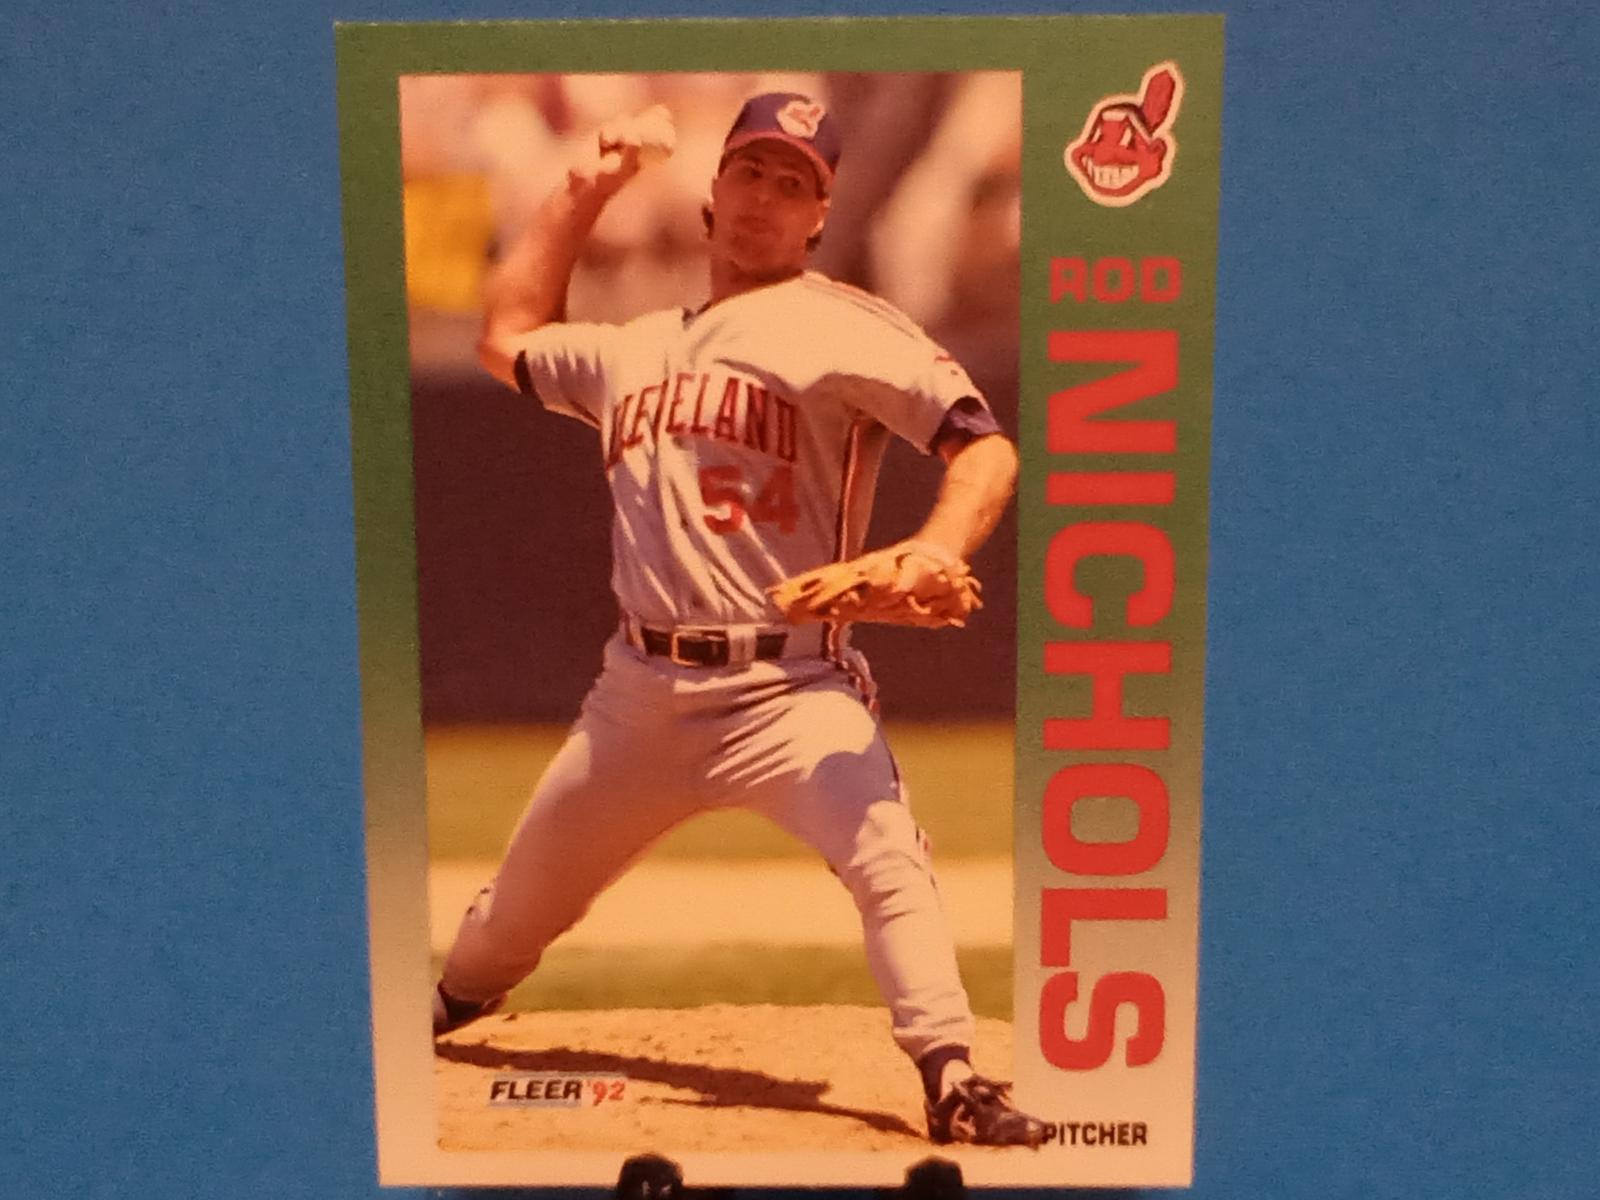 ROD
NICHOLS
CLEVELAND
54
FLEER '92
PITCHER